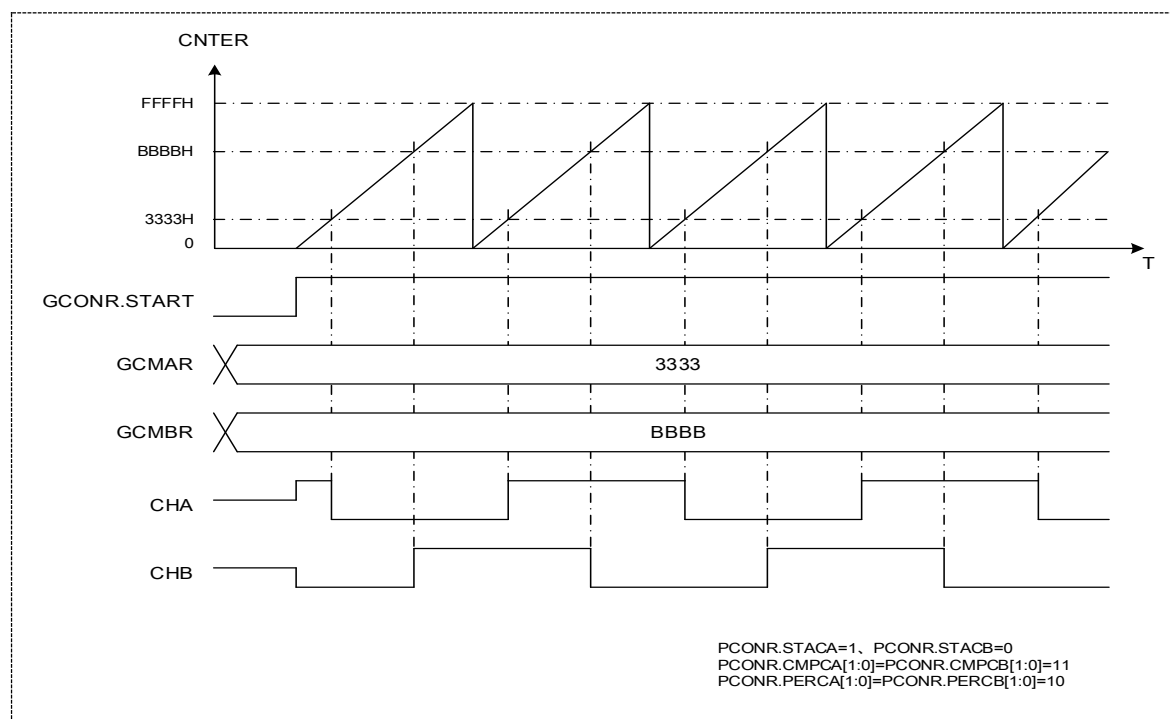 CNTER
FFFFH
BBBBH
3333H
0
T
GCONR.START
GCMAR
3333
GCMBR
BBBB
CHA
CHB
PCONR.STACA=1、PCONR.STACB=0
PCONR.CMPCA[1:0]=PCONR.CMPCB[1:0]=11
PCONR.PERCA[1:0]=PCONR.PERCB[1:0]=10